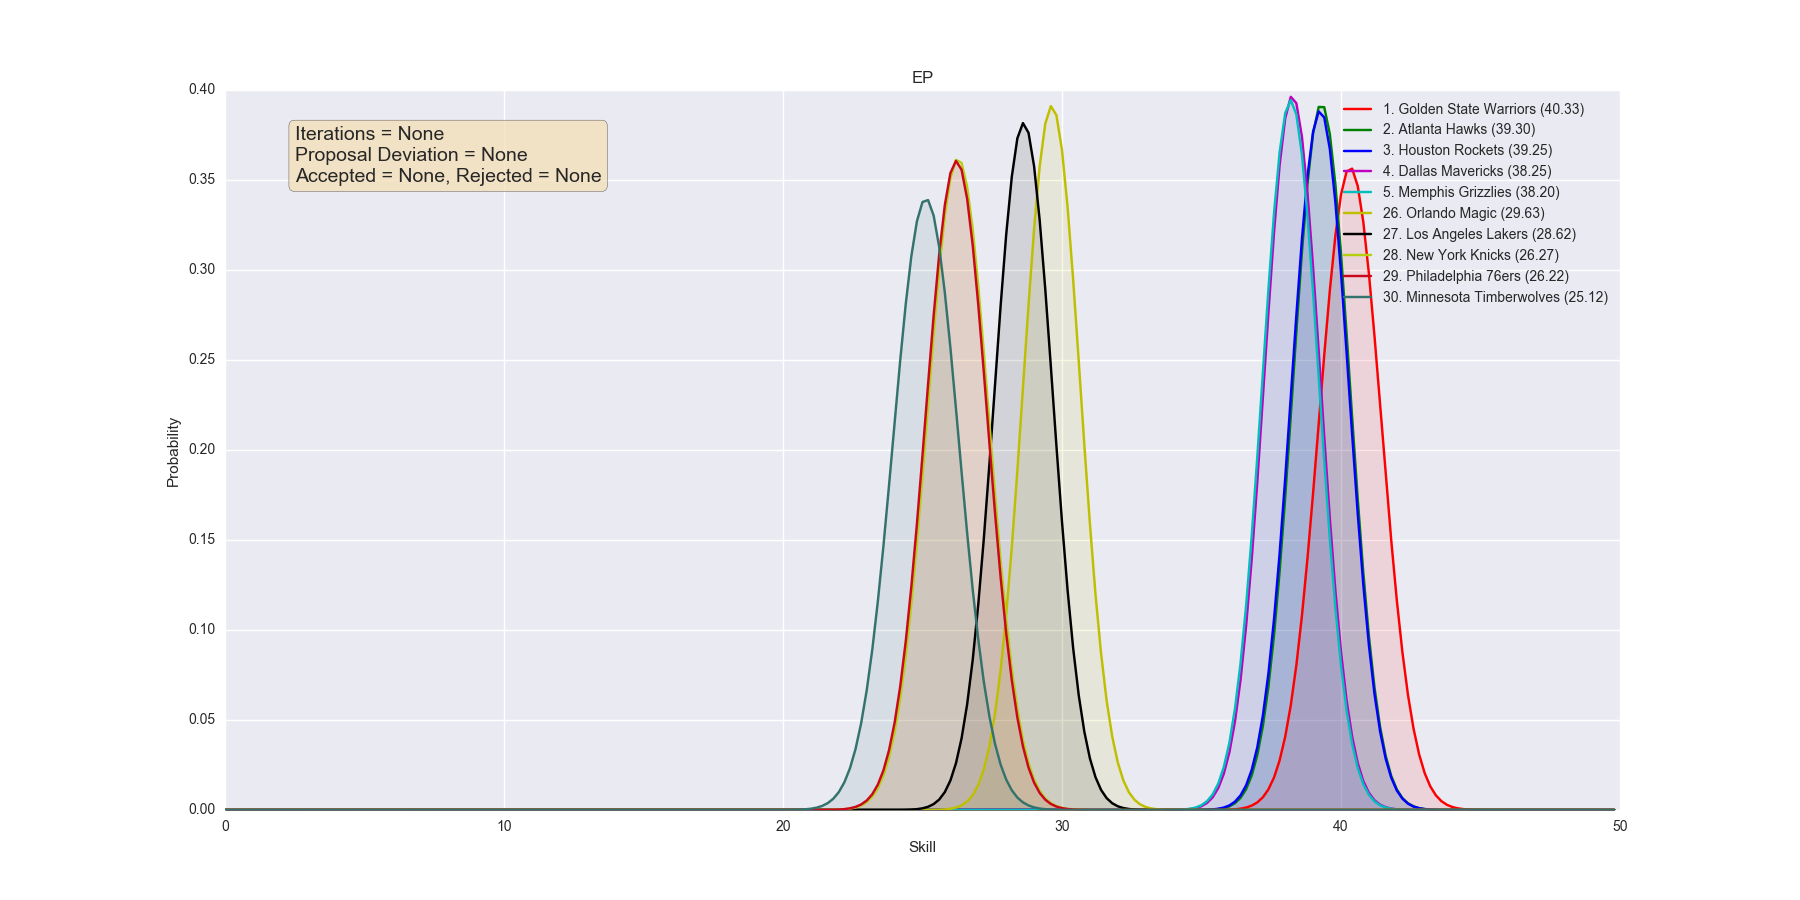 EP
0.40
0.35
0.30
0.25
0.20
0.15
0.10
0.05
0.00
Probability
Iterations = None
Proposal Deviation = None
Accepted = None, Rejected = None
1. Golden State Warriors (40.33)
2. Atlanta Hawks (39.30)
3. Houston Rockets (39.25)
4. Dallas Mavericks (38.25)
5. Memphis Grizzlies (38.20)
26. Orlando Magic (29.63)
27. Los Angeles Lakers (28.62)
28. New York Knicks (26.27)
29. Philadelphia 76ers (26.22)
30. Minnesota Timberwolves (25.12)
0 10 20 30 40 50
Skill